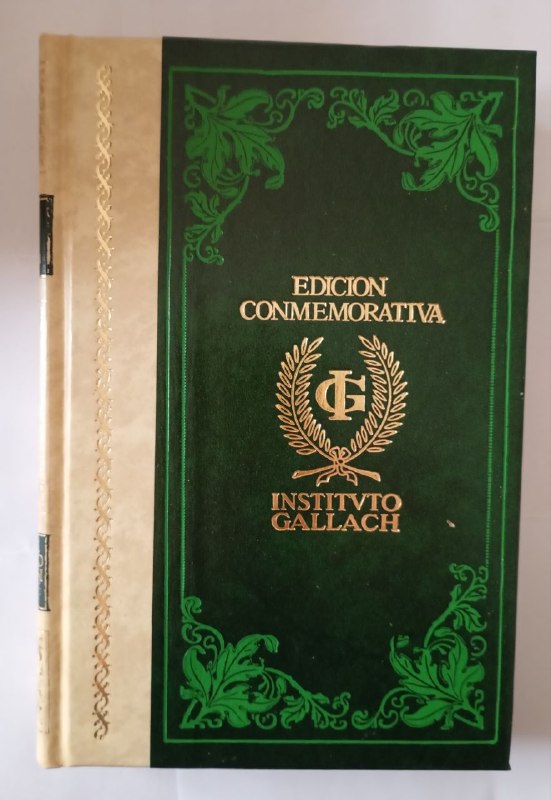 EDICION
CONMEMORATIVA
IG
INSTITVTO
GALLACH